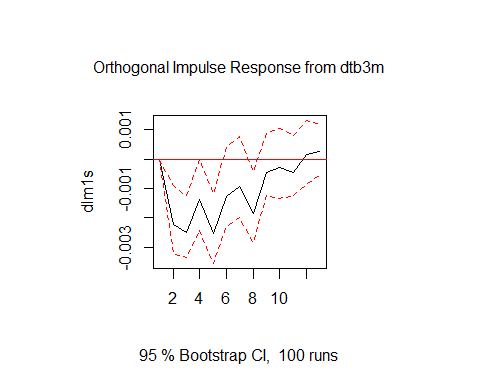 Orthogonal Impulse Response from dtb3m
dlm1s
0.001
-0.001
-0.003
2 4 6 8 10
95 % Bootstrap CI, 100 runs